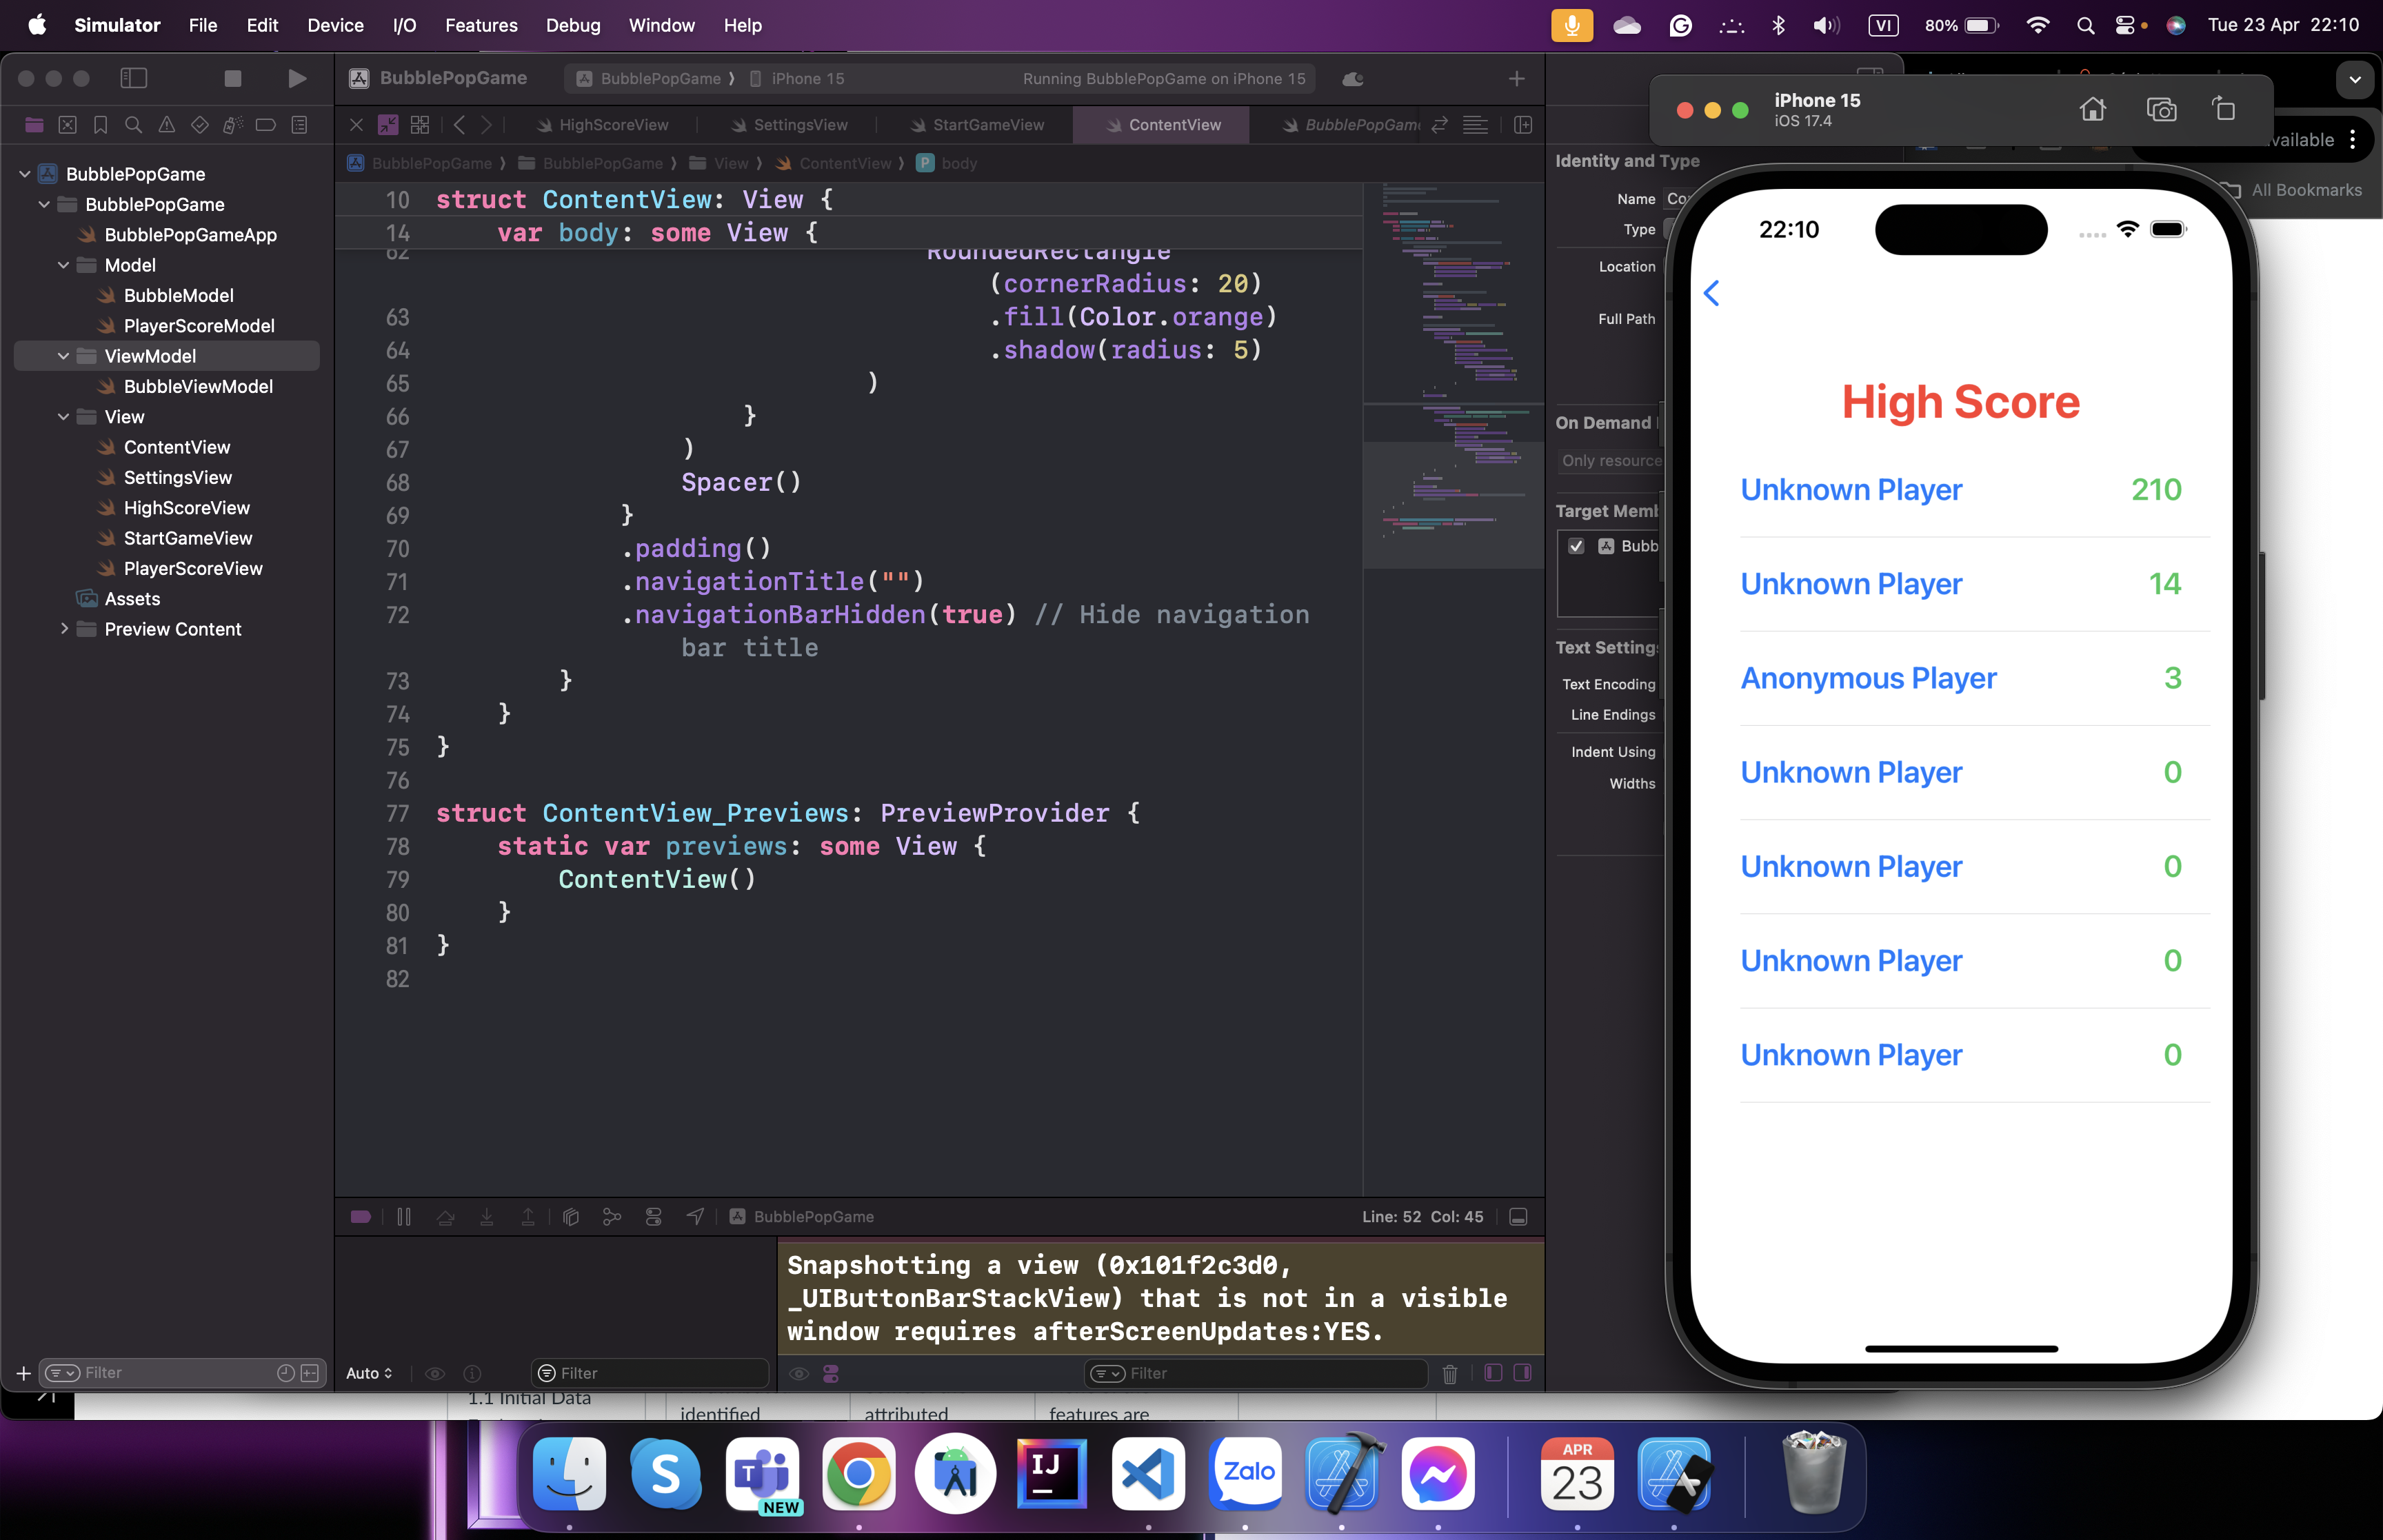 Simulator File Edit Device I/O Features Debug Window Help
VI 80% Tue 23 Apr 22:10
BubblePopGame
BubblePopGame
BubblePopGameApp
Model
BubbleModel
PlayerScoreModel
ViewModel
BubbleViewModel
View
ContentView
SettingsView
HighScoreView
StartGameView
PlayerScoreView
Assets
Preview Content
Filter
BubblePopGame
BubblePopGame 〉 iPhone 15
Running BubblePopGame on iPhone 15
HighScoreView SettingsView StartGameView ContentView BubblePopGam
BubblePopGame 〉 BubblePopGame 〉 View 〉 ContentView 〉 P body
10 struct ContentView: View {
14 var body: some View {
62 RoundedRectangle
(cornerRadius: 20)
63 .fill(Color.orange)
64 .shadow(radius: 5)
65 )
66 }
67 )
68 Spacer()
69 }
70 .padding()
71 .navigationTitle("")
72 .navigationBarHidden(true) // Hide navigation
bar title
73 }
74 }
75 }
76
77 struct ContentView_Previews: PreviewProvider {
78 static var previews: some View {
79 ContentView()
80 }
81 }
82
BubblePopGame
Line: 52 Col: 45
Snapshotting a view (0x101f2c3d0,
_UIButtonBarStackView) that is not in a visible
window requires afterScreenUpdates:YES.
Auto
Filter
Filter
Identity and Type
Name Co
Type
Location
Full Path
On Demand
Only resource
Target Memb
Bubb
Text Settings
Text Encoding
Line Endings
Indent Using
Widths
iPhone 15
iOS 17.4
vailable
All Bookmarks
22:10
High Score
Unknown Player 210
Unknown Player 14
Anonymous Player 3
Unknown Player 0
Unknown Player 0
Unknown Player 0
Unknown Player 0
1.1 Initial Data
identified
attributed
features are
S
T
NEW
IJ
Zalo
APR
23